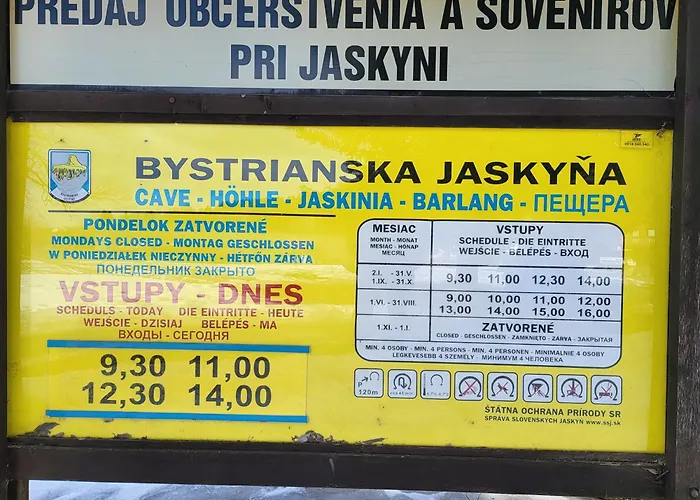 PREDAJ OBČERSTVENIA A SUVENÍROV
PRI JASKYNI
BYSTRIANSKA JASKYŇA
CAVE - HÖHLE - JASKINIA - BARLANG - ПЕЩЕРА
PONDELOK ZATVORENÉ
MONDAYS CLOSED - MONTAG GESCHLOSSEN
W PONIEDZIAŁEK NIECZYNNY - HÉTFÖN ZÁRVA
ПОНЕДЕЛЬНИК ЗАКРЫТО
VSTUPY - DNES
SCHEDULS - TODAY DIE EINTRITTE - HEUTE
WEJŚCIE - DZISIAJ BELÉPÉS - MA
ВХОДЫ - СЕГОДНЯ
9,30 11,00
12,30 14,00
MESIAC
MONTH - MONAT
MIESIAC - HÓNAP
МЕСЯЦ
VSTUPY
SCHEDULE - DIE EINTRITTE
WEJŚCIE - BELÉPÉS - ВХОД
2.I. - 31.V.
1.IX. - 31.X.
9,30 11,00 12,30 14,00
1.VI. - 31.VIII.
9,00 10,00 11,00 12,00
13,00 14,00 15,00 16,00
1.XI. - 1.I.
ZATVORENÉ
CLOSED - GESCHLOSSEN - ZAMKNIĘTO - ZÁRVA - ЗАКРЫТАЯ
MIN. 4 OSOBY - MIN. 4 PERSONS - MIN. 4 PERSONEN - MINIMALNIE 4 OSOBY
LEGKEVESEBB 4 SZEMÉLY - МИНИМУМ 4 ЧЕЛОВЕКА
P
120m
ŠTÁTNA OCHRANA PRÍRODY SR
SPRÁVA SLOVENSKÝCH JASKÝŇ www.ssj.sk